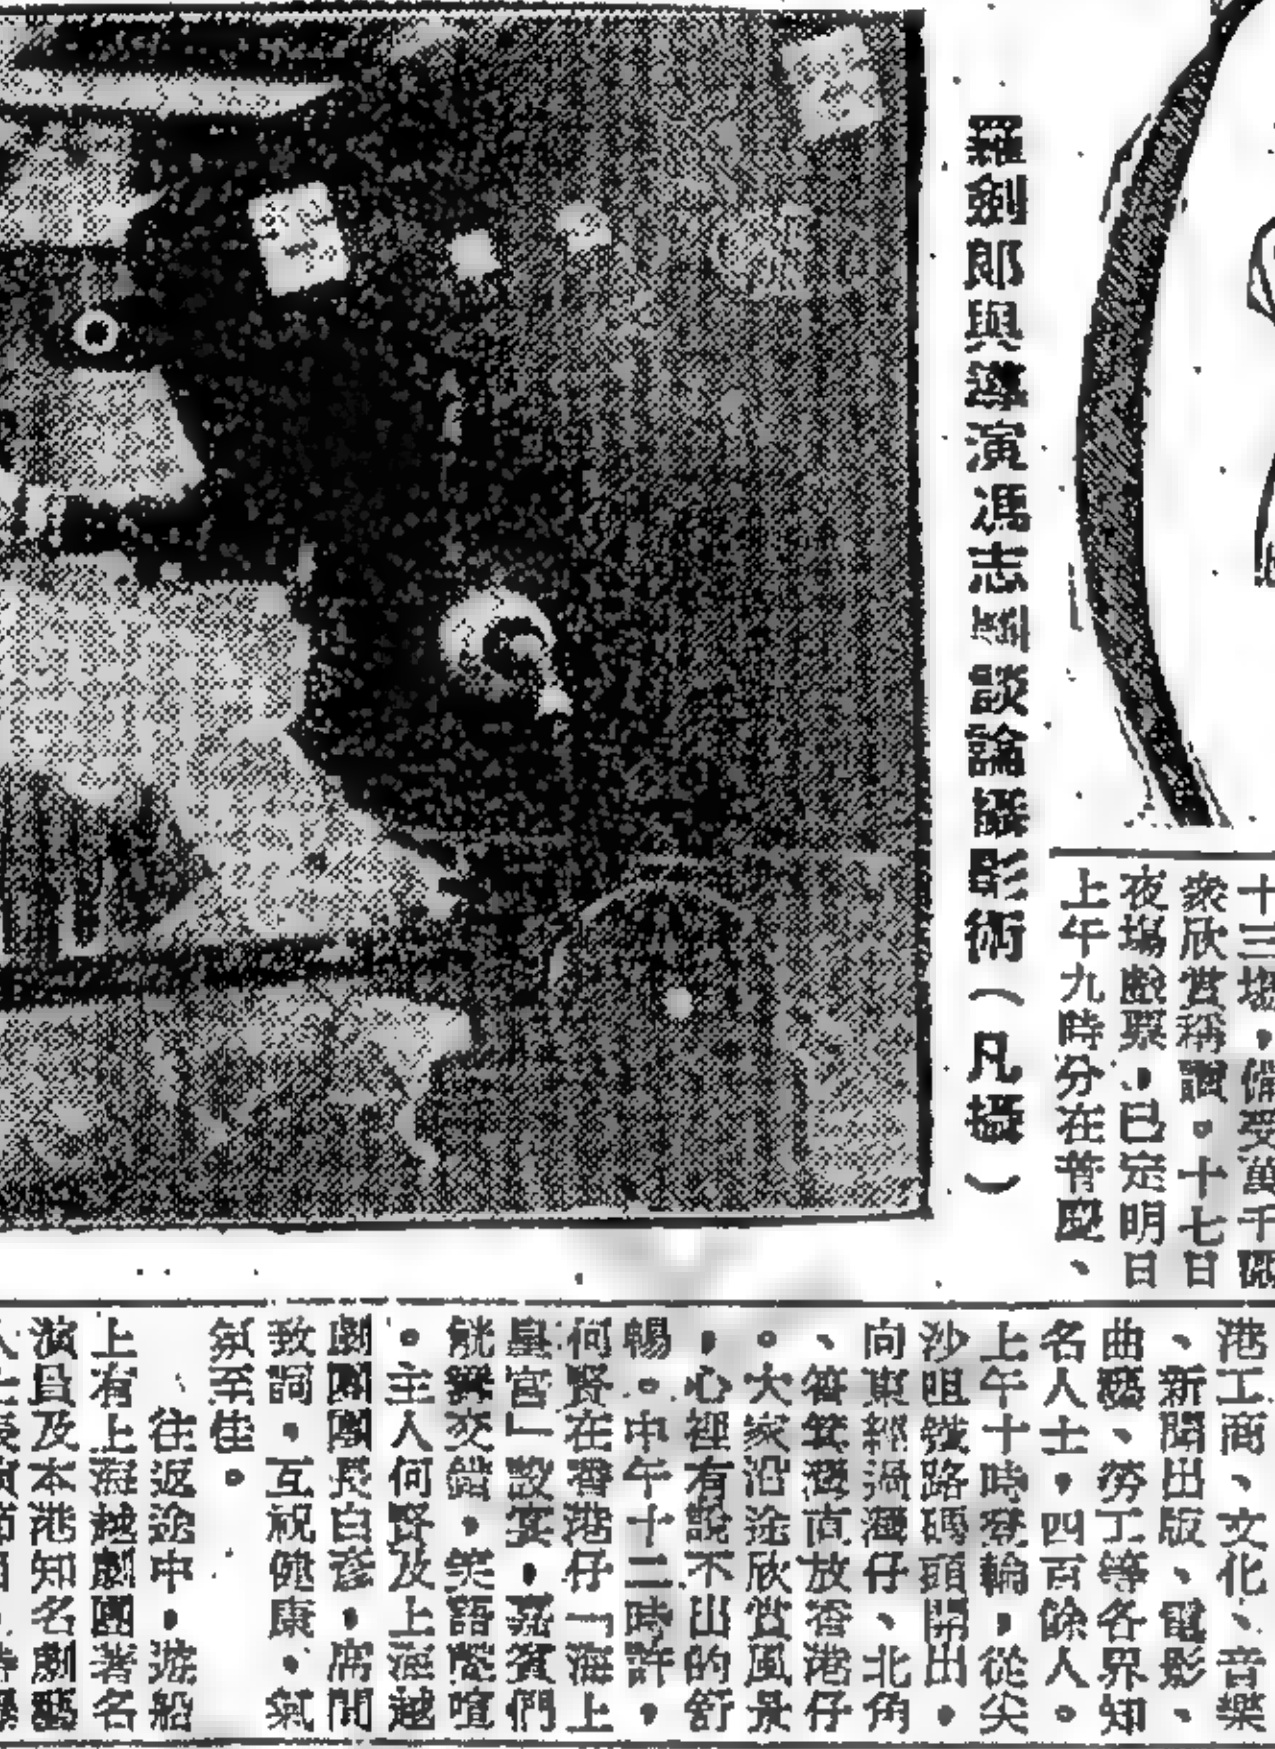 羅劍郎與導演馮志剛談論攝影術（凡攝）
十三場，備受萬千觀
衆欣賞稱讚。十七日
夜場戲票，已定明日
上午九時分在普慶、
港工商、文化、音樂
、新聞出版、電影、
曲藝、勞工等各界知
名人士，四百餘人。
上午十時登輪，從尖
沙咀鐵路碼頭開出，
向東經過灣仔、北角
、筲箕灣直放香港仔
。大家沿途欣賞風景
，心裡有說不出的舒
暢。中午十二時許，
何賢在香港仔「海上
皇宮」設宴，嘉賓們
觥籌交錯，笑語喧
。主人何賢及上海越
劇團團長白彥，席間
致詞，互祝健康，氣
氛至佳。
往返途中，遊船
上有上海越劇團著名
演員及本港知名劇藝